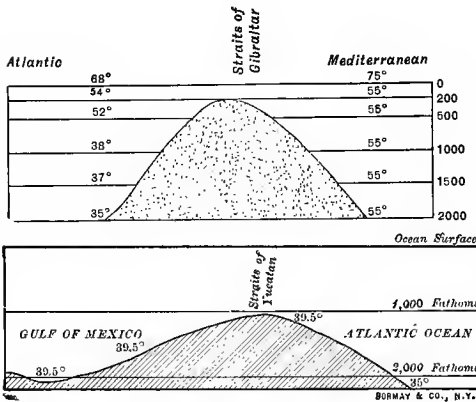 Straits of
Gibraltar
Atlantic
Mediterranean
68° 75° 0
54° 55° 200
52° 55° 500
38° 55° 1000
37° 55° 1500
35° 55° 2000
Ocean Surface
Straits of
Yucatan
1,000 Fathoms
39.5°
GULF OF MEXICO ATLANTIC OCEAN
39.5°
39.5° 2,000 Fathoms
35°
BORMAY & CO., N.Y.